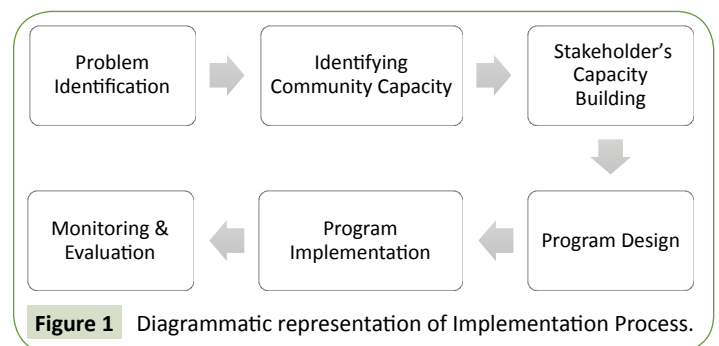 Problem
Identification
Identifying
Community Capacity
Stakeholder’s
Capacity
Building
Program Design
Program
Implementation
Monitoring &
Evaluation
Figure 1 Diagrammatic representation of Implementation Process.